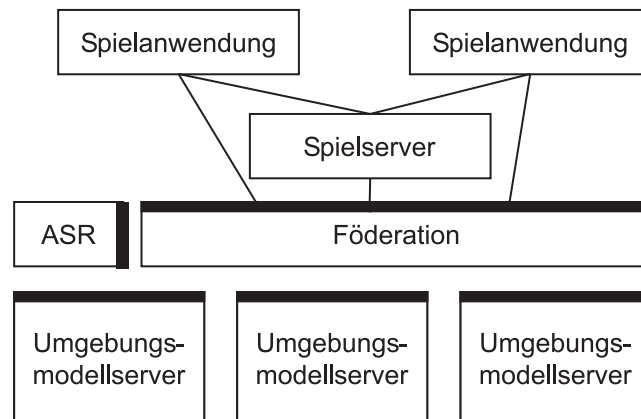 Spielanwendung
Spielanwendung
Spielserver
ASR
Föderation
Umgebungs-
modellserver
Umgebungs-
modellserver
Umgebungs-
modellserver